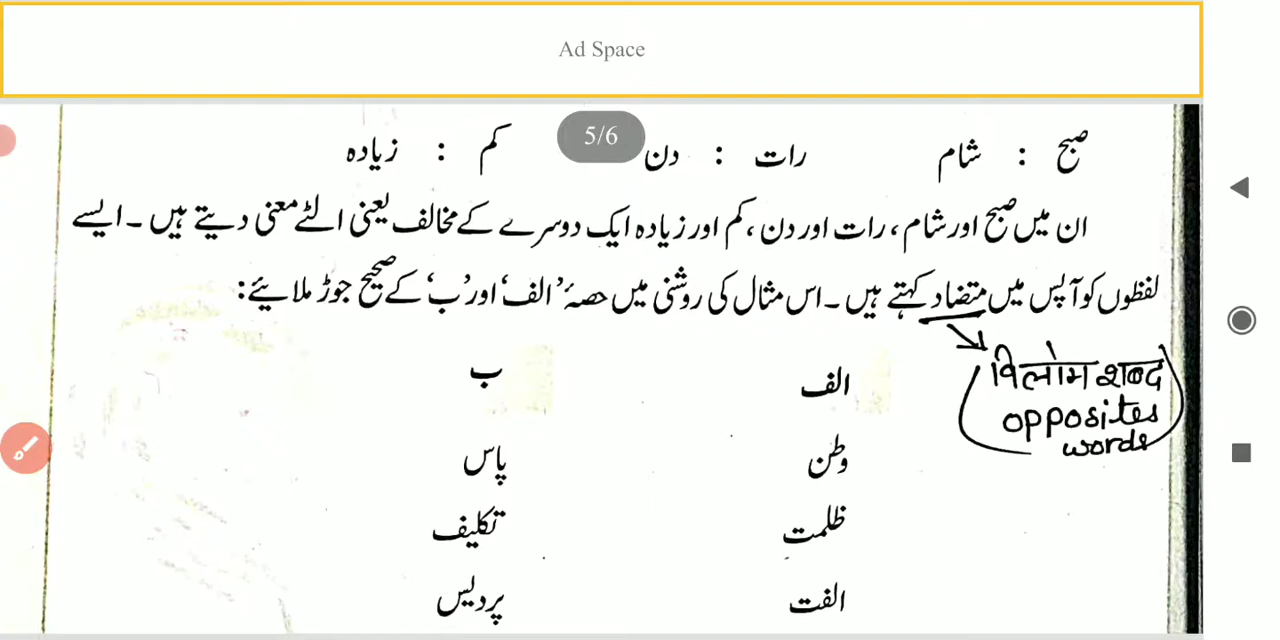 Ad Space
5/6
صبح : شام رات : دن کم : زیادہ
ان میں صبح اور شام، رات اور دن، کم اور زیادہ ایک دوسرے کے مخالف یعنی الٹے معنی دیتے ہیں۔ ایسے
لفظوں کو آپس میں متضاد کہتے ہیں۔ اس مثال کی روشنی میں حصۂ 'الف' اور 'ب' کے صحیح جوڑ ملایئے:
विलोम शब्द
opposites
words
الف ب
وطن پاس
ظلمت تکلیف
الفت پردیس